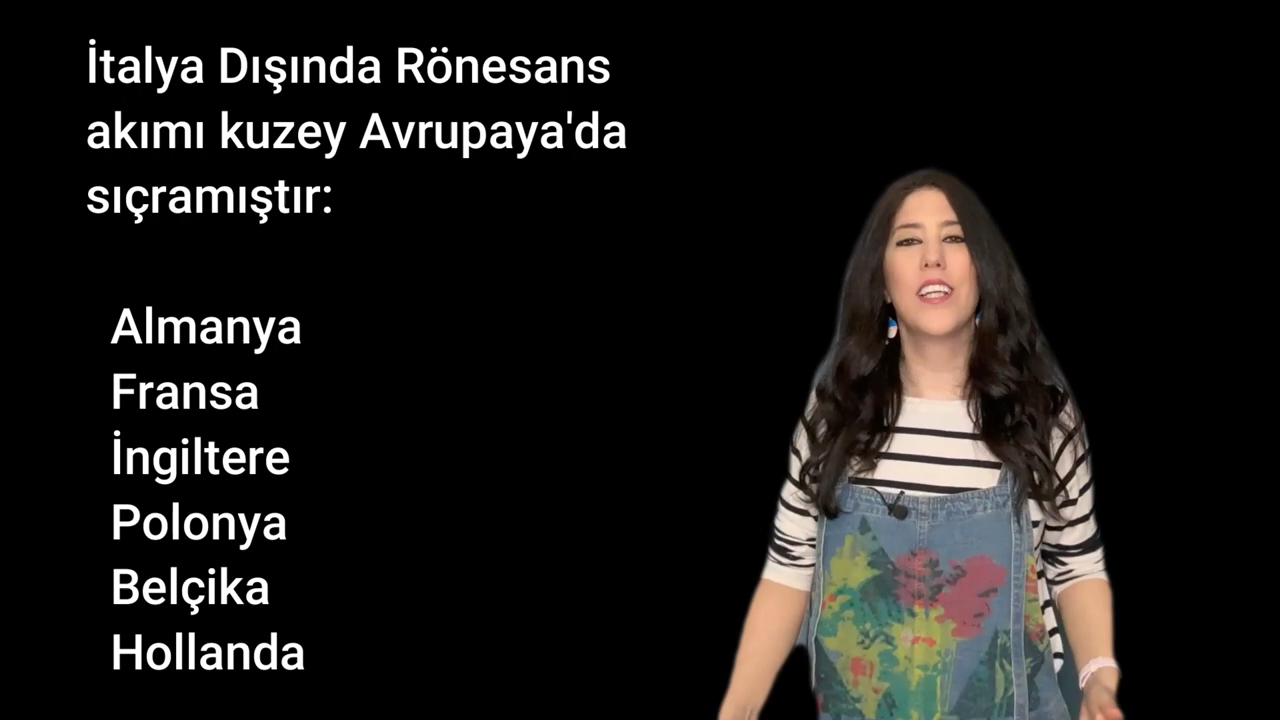 İtalya Dışında Rönesans
akımı kuzey Avrupaya'da
sıçramıştır:
Almanya
Fransa
İngiltere
Polonya
Belçika
Hollanda